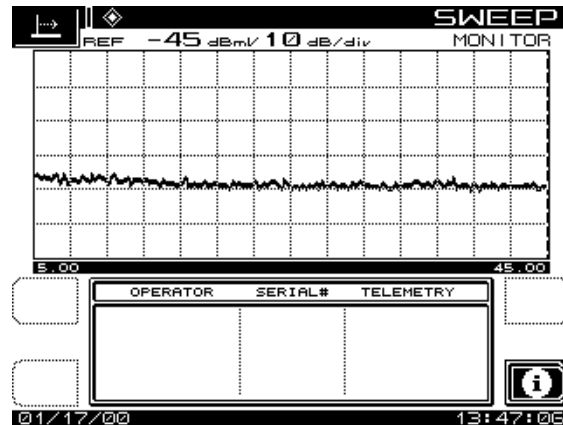 SWEEP
REF -45 dBmV 10 dB/div MONITOR
5.00 45.00
OPERATOR SERIAL# TELEMETRY
i
01/17/00 13:47:06